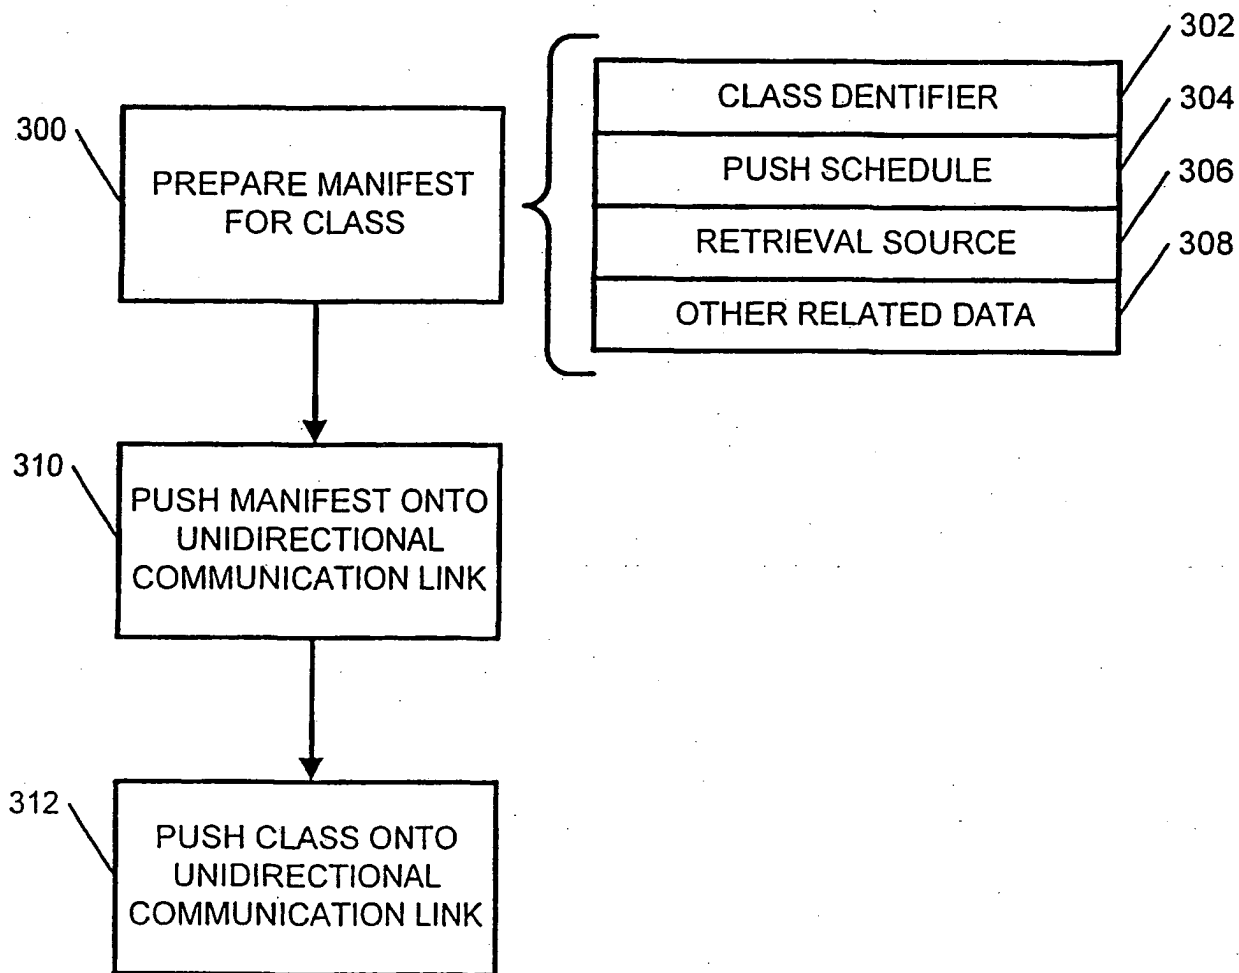 302
CLASS DENTIFIER
304
300
PREPARE MANIFEST
FOR CLASS
PUSH SCHEDULE
306
RETRIEVAL SOURCE
308
OTHER RELATED DATA
310
PUSH MANIFEST ONTO
UNIDIRECTIONAL
COMMUNICATION LINK
312
PUSH CLASS ONTO
UNIDIRECTIONAL
COMMUNICATION LINK